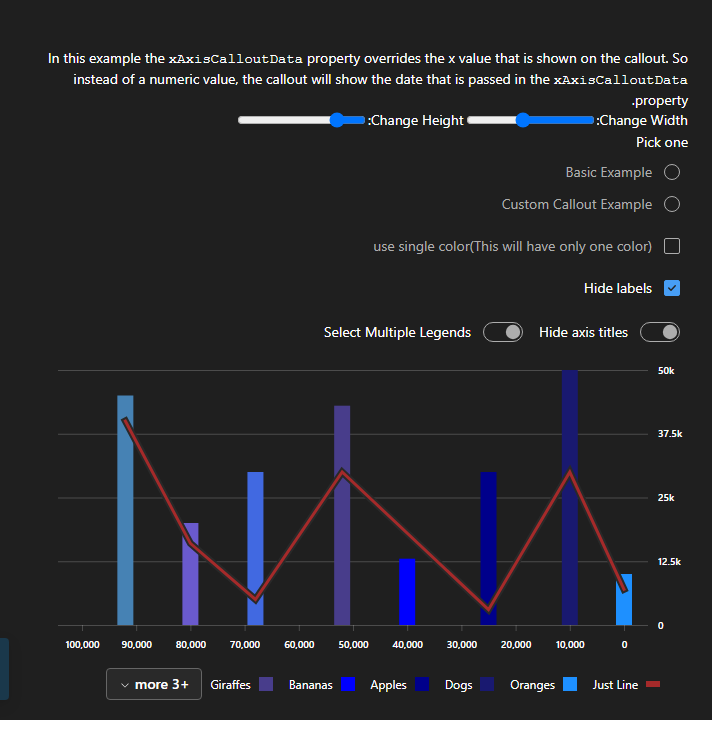 In this example the xAxisCalloutData property overrides the x value that is shown on the callout. So
instead of a numeric value, the callout will show the date that is passed in the xAxisCalloutData
.property
:Change Width :Change Height
Pick one
Basic Example
Custom Callout Example
use single color(This will have only one color)
Hide labels
Hide axis titles Select Multiple Legends
50k
37.5k
25k
12.5k
0
100,000 90,000 80,000 70,000 60,000 50,000 40,000 30,000 20,000 10,000 0
Just Line Oranges Dogs Apples Bananas Giraffes more 3+